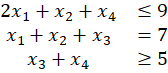 2x₁ + x₂ + x₄ ≤ 9
x₁ + x₂ + x₃ = 7
x₃ + x₄ ≥ 5